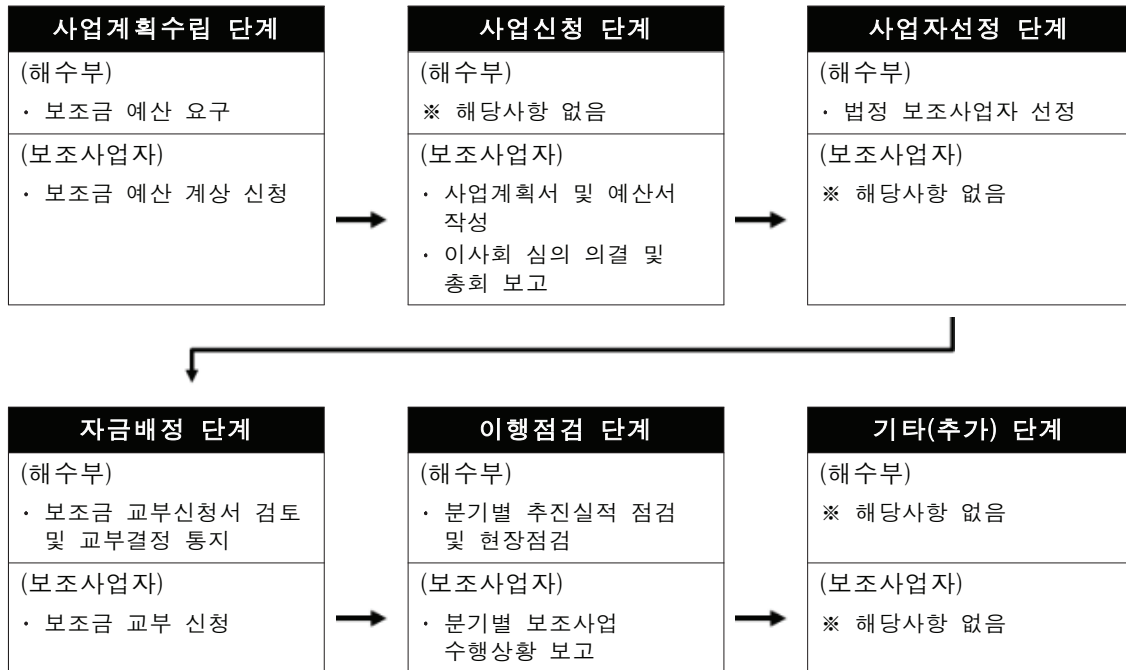 사업계획수립 단계
(해수부)
· 보조금 예산 요구
(보조사업자)
· 보조금 예산 계상 신청
사업신청 단계
(해수부)
※ 해당사항 없음
(보조사업자)
· 사업계획서 및 예산서
작성
· 이사회 심의 의결 및
총회 보고
사업자선정 단계
(해수부)
· 법정 보조사업자 선정
(보조사업자)
※ 해당사항 없음
자금배정 단계
(해수부)
· 보조금 교부신청서 검토
및 교부결정 통지
(보조사업자)
· 보조금 교부 신청
이행점검 단계
(해수부)
· 분기별 추진실적 점검
및 현장점검
(보조사업자)
· 분기별 보조사업
수행상황 보고
기타(추가) 단계
(해수부)
※ 해당사항 없음
(보조사업자)
※ 해당사항 없음